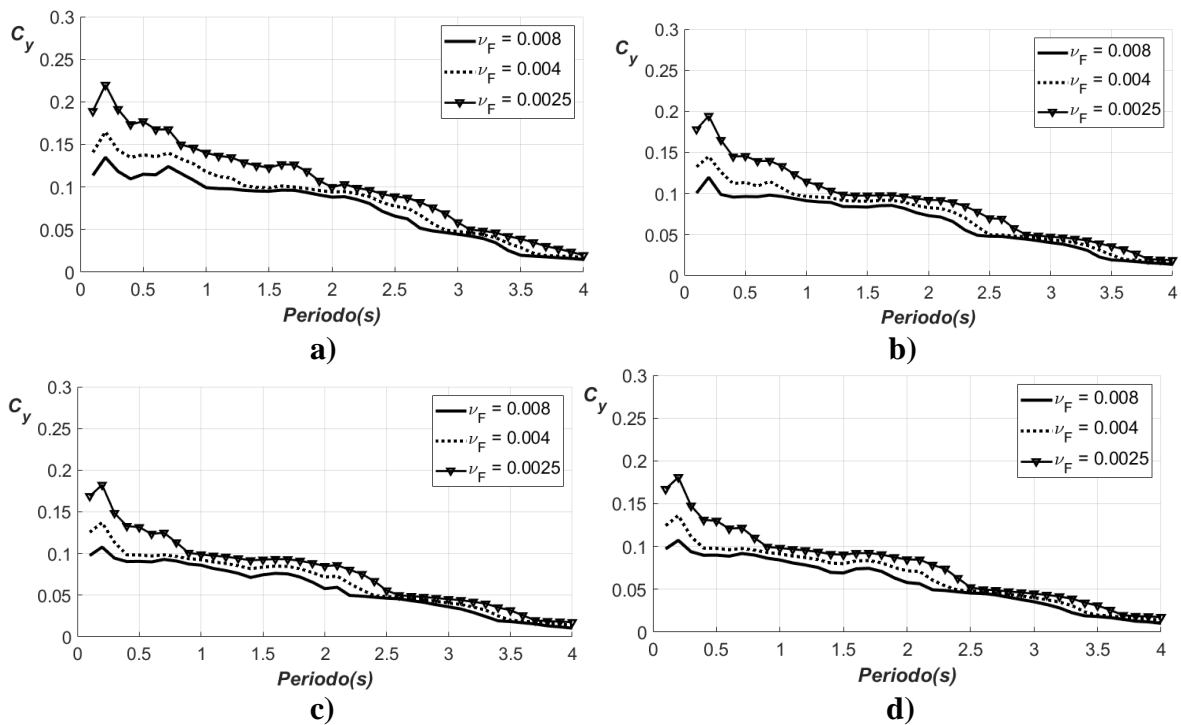 C_y
0.3
0.25
0.2
0.15
0.1
0.05
0
ν_F = 0.008
ν_F = 0.004
ν_F = 0.0025
0 0.5 1 1.5 2 2.5 3 3.5 4
Periodo(s)
a)
C_y
0.3
0.25
0.2
0.15
0.1
0.05
0
ν_F = 0.008
ν_F = 0.004
ν_F = 0.0025
0 0.5 1 1.5 2 2.5 3 3.5 4
Periodo(s)
b)
C_y
0.3
0.25
0.2
0.15
0.1
0.05
0
ν_F = 0.008
ν_F = 0.004
ν_F = 0.0025
0 0.5 1 1.5 2 2.5 3 3.5 4
Periodo(s)
c)
C_y
0.3
0.25
0.2
0.15
0.1
0.05
0
ν_F = 0.008
ν_F = 0.004
ν_F = 0.0025
0 0.5 1 1.5 2 2.5 3 3.5 4
Periodo(s)
d)